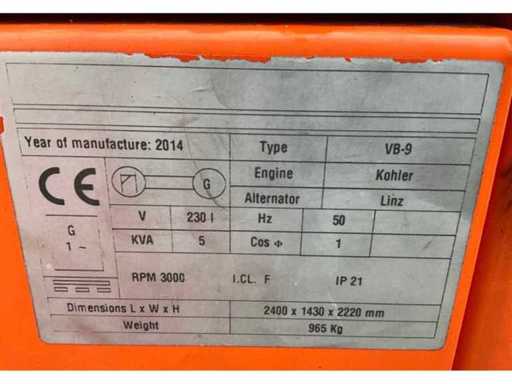 Year of manufacture: 2014 Type VB-9
CE Engine Kohler
G Alternator Linz
V 230 Hz 50
G
1 ~
KVA 5 Cos Φ 1
RPM 3000 I.CL. F IP 21
Dimensions L x W x H 2400 x 1430 x 2220 mm
Weight 965 Kg